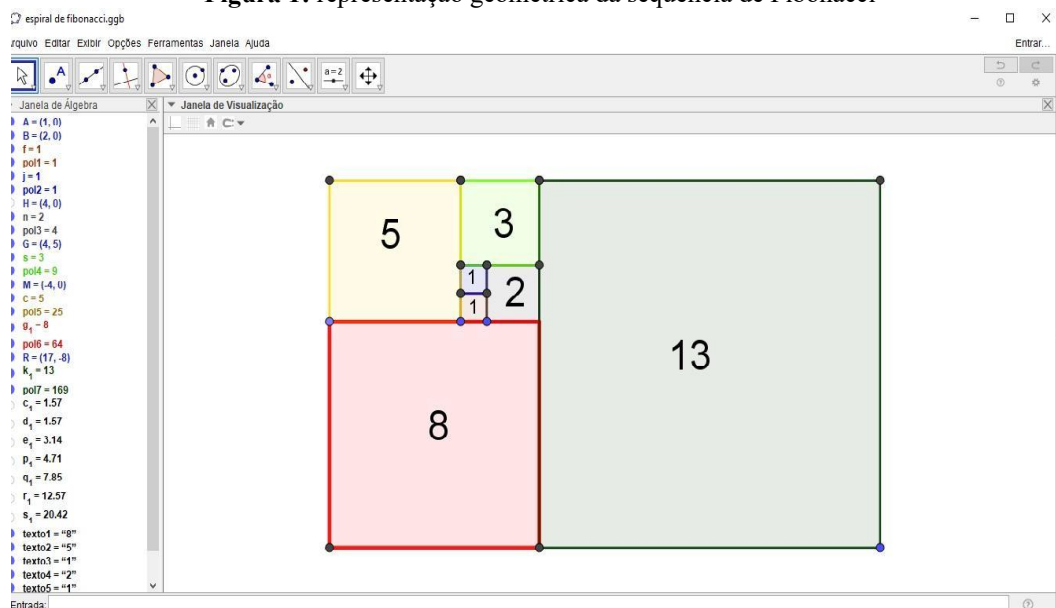 Figura 1: representação geométrica da sequência de Fibonacci
espiral de fibonacci.ggb
rquivo Editar Exibir Opções Ferramentas Janela Ajuda
Entrar...
A
a=2
Janela de Álgebra
Janela de Visualização
A = (1, 0)
B = (2, 0)
f = 1
pol1 = 1
j = 1
pol2 = 1
H = (4, 0)
n = 2
pol3 = 4
G = (4, 5)
s = 3
pol4 = 9
M = (-4, 0)
c = 5
pol5 = 25
g₁ = 8
pol6 = 64
R = (17, -8)
k₁ = 13
pol7 = 169
c₁ = 1.57
d₁ = 1.57
e₁ = 3.14
p₁ = 4.71
q₁ = 7.85
r₁ = 12.57
s₁ = 20.42
texto1 = "8"
texto2 = "5"
texto3 = "1"
texto4 = "2"
texto5 = "1"
5
3
1
1
2
13
8
Entrada: